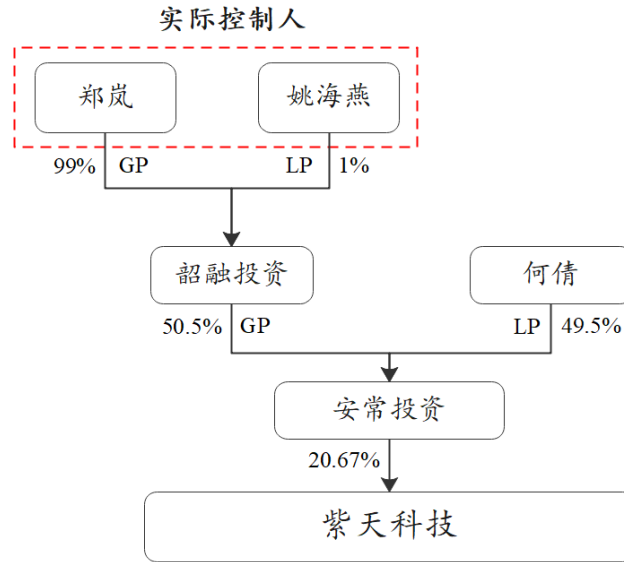 实际控制人
郑岚
姚海燕
99%
GP
LP
1%
韶融投资
何倩
50.5%
GP
LP
49.5%
安常投资
20.67%
紫天科技